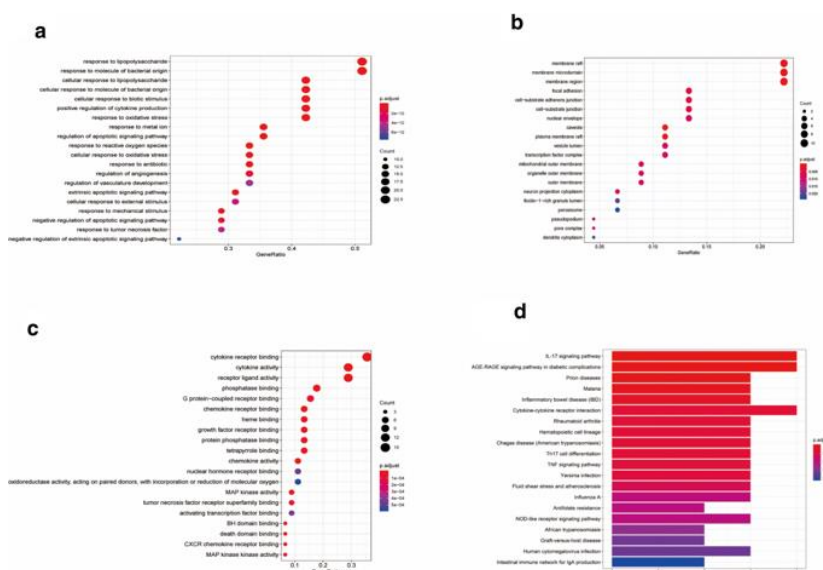 a
response to lipopolysaccharide
response to molecule of bacterial origin
cellular response to lipopolysaccharide
cellular response to molecule of bacterial origin
cellular response to biotic stimulus
positive regulation of cytokine production
response to oxidative stress
response to metal ion
regulation of apoptotic signaling pathway
response to reactive oxygen species
cellular response to oxidative stress
response to antibiotic
regulation of angiogenesis
regulation of vasculature development
extrinsic apoptotic signaling pathway
cellular response to external stimulus
response to mechanical stimulus
negative regulation of apoptotic signaling pathway
response to tumor necrosis factor
negative regulation of extrinsic apoptotic signaling pathway
0.3 0.4 0.5
GeneRatio
p.adjust
Count
b
membrane raft
membrane microdomain
membrane region
focal adhesion
cell-substrate adherens junction
cell-substrate junction
nuclear envelope
caveola
plasma membrane raft
vesicle lumen
transcription factor complex
mitochondrial outer membrane
organelle outer membrane
outer membrane
neuron projection cytoplasm
ficolin-1-rich granule lumen
peroxisome
pseudopodium
pore complex
dendrite cytoplasm
0.05 0.10 0.15 0.20
GeneRatio
Count
p.adjust
c
cytokine receptor binding
cytokine activity
receptor ligand activity
phosphatase binding
G protein-coupled receptor binding
chemokine receptor binding
heme binding
growth factor receptor binding
protein phosphatase binding
tetrapyrrole binding
chemokine activity
nuclear hormone receptor binding
oxidoreductase activity, acting on paired donors, with incorporation or reduction of molecular oxygen
MAP kinase activity
tumor necrosis factor receptor superfamily binding
activating transcription factor binding
BH domain binding
death domain binding
CXCR chemokine receptor binding
MAP kinase kinase activity
0.1 0.2 0.3
Count
p.adjust
1e-04
2e-04
3e-04
4e-04
5e-04
d
IL-17 signaling pathway
AGE-RAGE signaling pathway in diabetic complications
Prion diseases
Malaria
Inflammatory bowel disease (IBD)
Cytokine-cytokine receptor interaction
Rheumatoid arthritis
Hematopoietic cell lineage
Chagas disease (American trypanosomiasis)
Th17 cell differentiation
TNF signaling pathway
Yersinia infection
Fluid shear stress and atherosclerosis
Influenza A
Antifolate resistance
NOD-like receptor signaling pathway
African trypanosomiasis
Graft-versus-host disease
Human cytomegalovirus infection
Intestinal immune network for IgA production